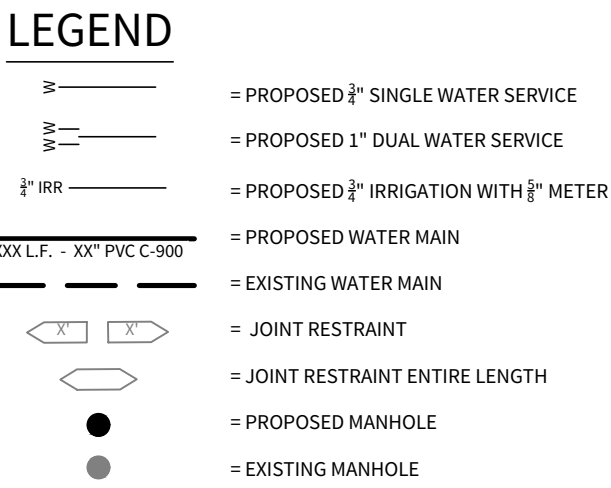 LEGEND
W = PROPOSED 3/4" SINGLE WATER SERVICE
W W = PROPOSED 1" DUAL WATER SERVICE
3/4" IRR = PROPOSED 3/4" IRRIGATION WITH 5/8" METER
= PROPOSED WATER MAIN
XXX L.F. - XX" PVC C-900
= EXISTING WATER MAIN
X' X' = JOINT RESTRAINT
= JOINT RESTRAINT ENTIRE LENGTH
= PROPOSED MANHOLE
= EXISTING MANHOLE